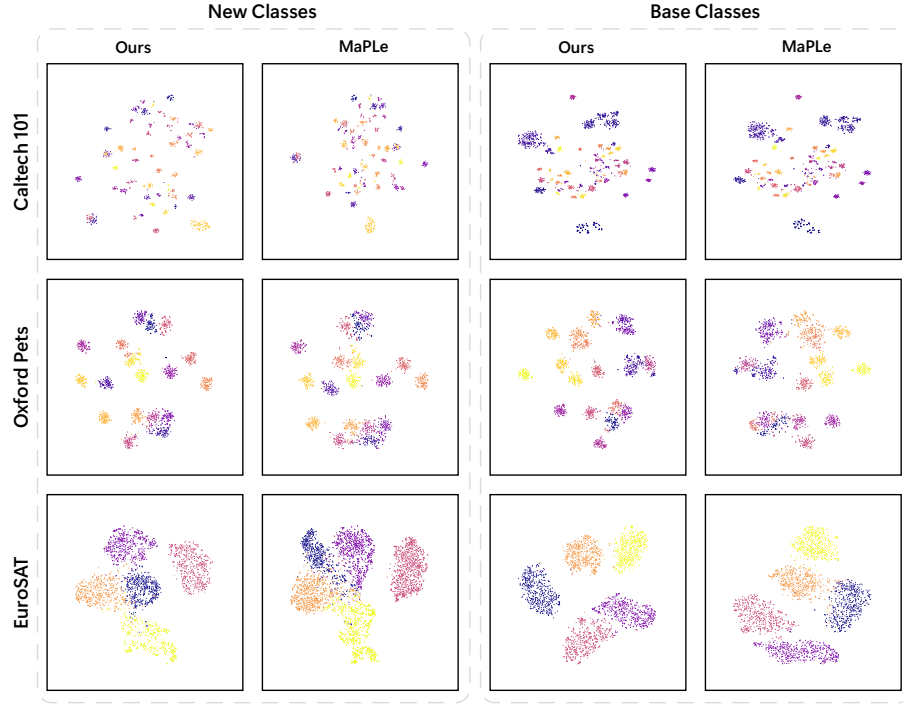 New Classes
Base Classes
Ours
MaPLe
Ours
MaPLe
Caltech 101
Oxford Pets
EuroSAT